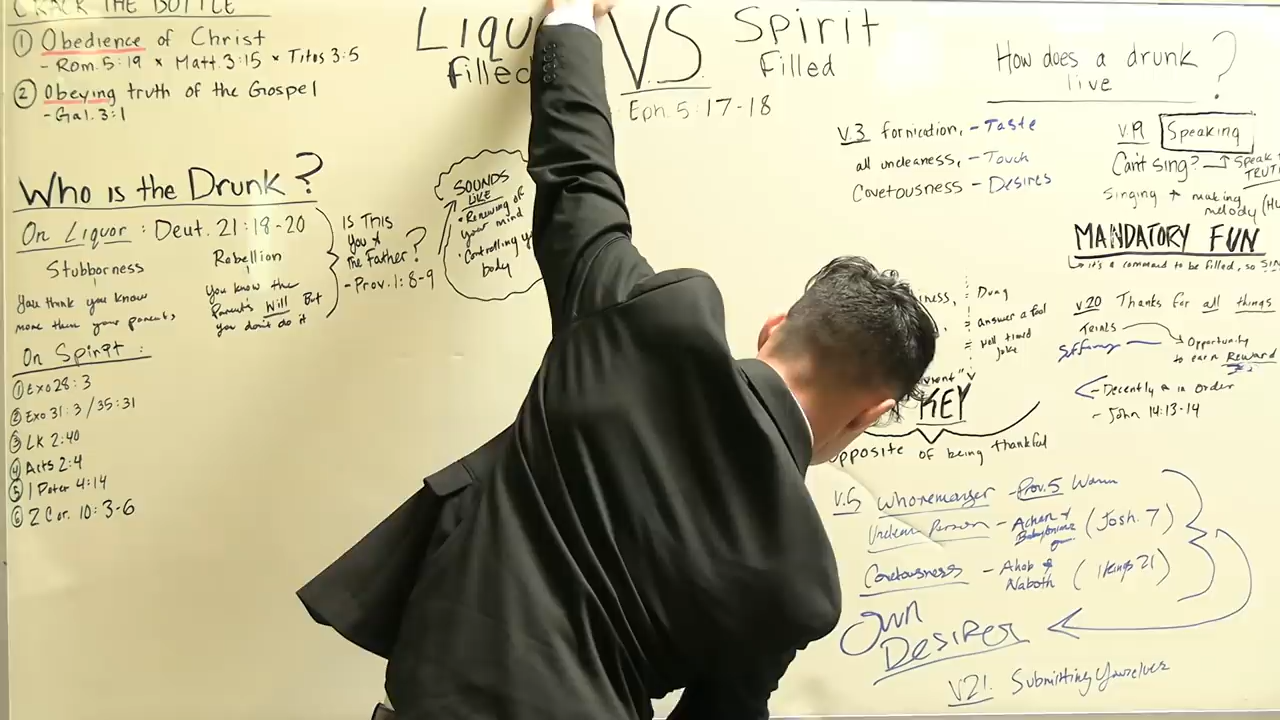 CRACK THE BOTTLE
① Obedience of Christ
- Rom. 5:19 × Matt. 3:15 × Titos 3:5
② Obeying truth of the Gospel
- Gal. 3:1
Liquo VS Spirit
Filled Filled
Eph. 5:17-18
Who is the Drunk?
On Liquor : Deut. 21:18-20
Stubborness
You think you know
more then your parents,
Rebellion
You know the
Parent's Will But
you don't do it
Is This
You &
the Father?
- Prov. 1:8-9
SOUNDS
LIKE
• Renewing of
your mind
• Controlling y
body
On Spirit :
① Exo 28:3
② Exo 31:3 / 35:31
③ LK 2:40
④ Acts 2:4
⑤ 1 Peter 4:14
⑥ 2 Cor. 10:3-6
How does a drunk
live ?
V.3 fornication, - Taste
all uncleaness, - Touch
Covetousness - Desires
iness, : Dung
= answer a fool
= well timed
joke
KEY
opposite of being thankful
V.5 Whoremonger - Prov. 5 Woman
Unclean Person - Achan & (Josh. 7)
Covetousness - Ahab & (1 Kings 21)
Naboth
Own
Desires
V21. Submitting Yourselves
V.19 Speaking
Can't sing? → Speak
TRUT
Singing + making
melody (HU
MANDATORY FUN
↳ it's a command to be filled, so SIN
V20 Thanks for all things
Trials
Suffering
Opportunity
to earn Reward
- Decently & in Order
- John 14:13-14